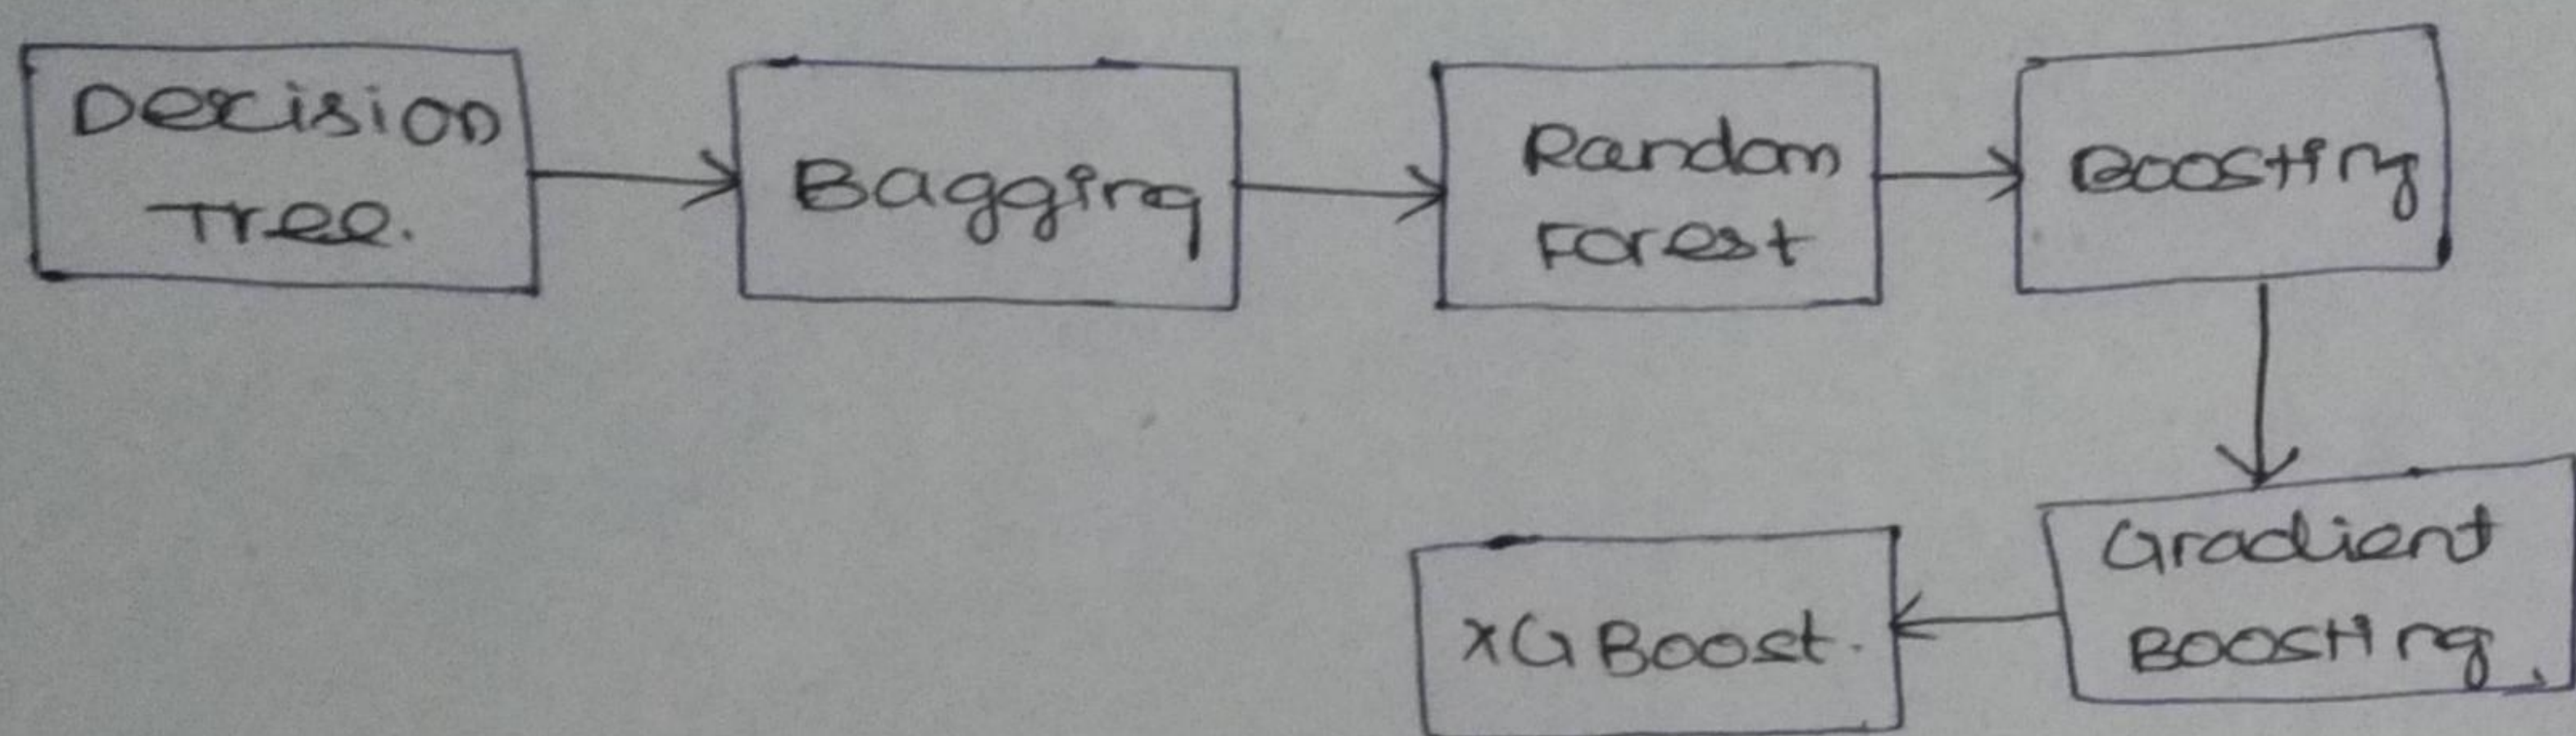 Decision
Tree.
Bagging
Random
Forest
Boosting
Gradient
Boosting
XGBoost.